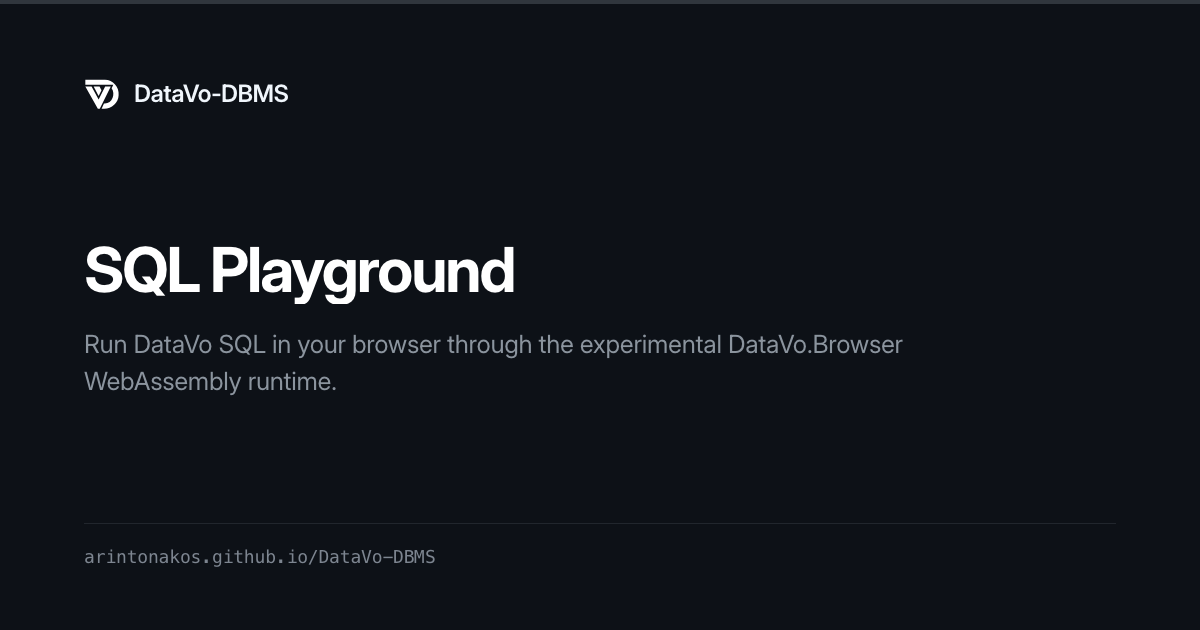 DataVo-DBMS
SQL Playground
Run DataVo SQL in your browser through the experimental DataVo.Browser
WebAssembly runtime.
arintonakos.github.io/DataVo-DBMS